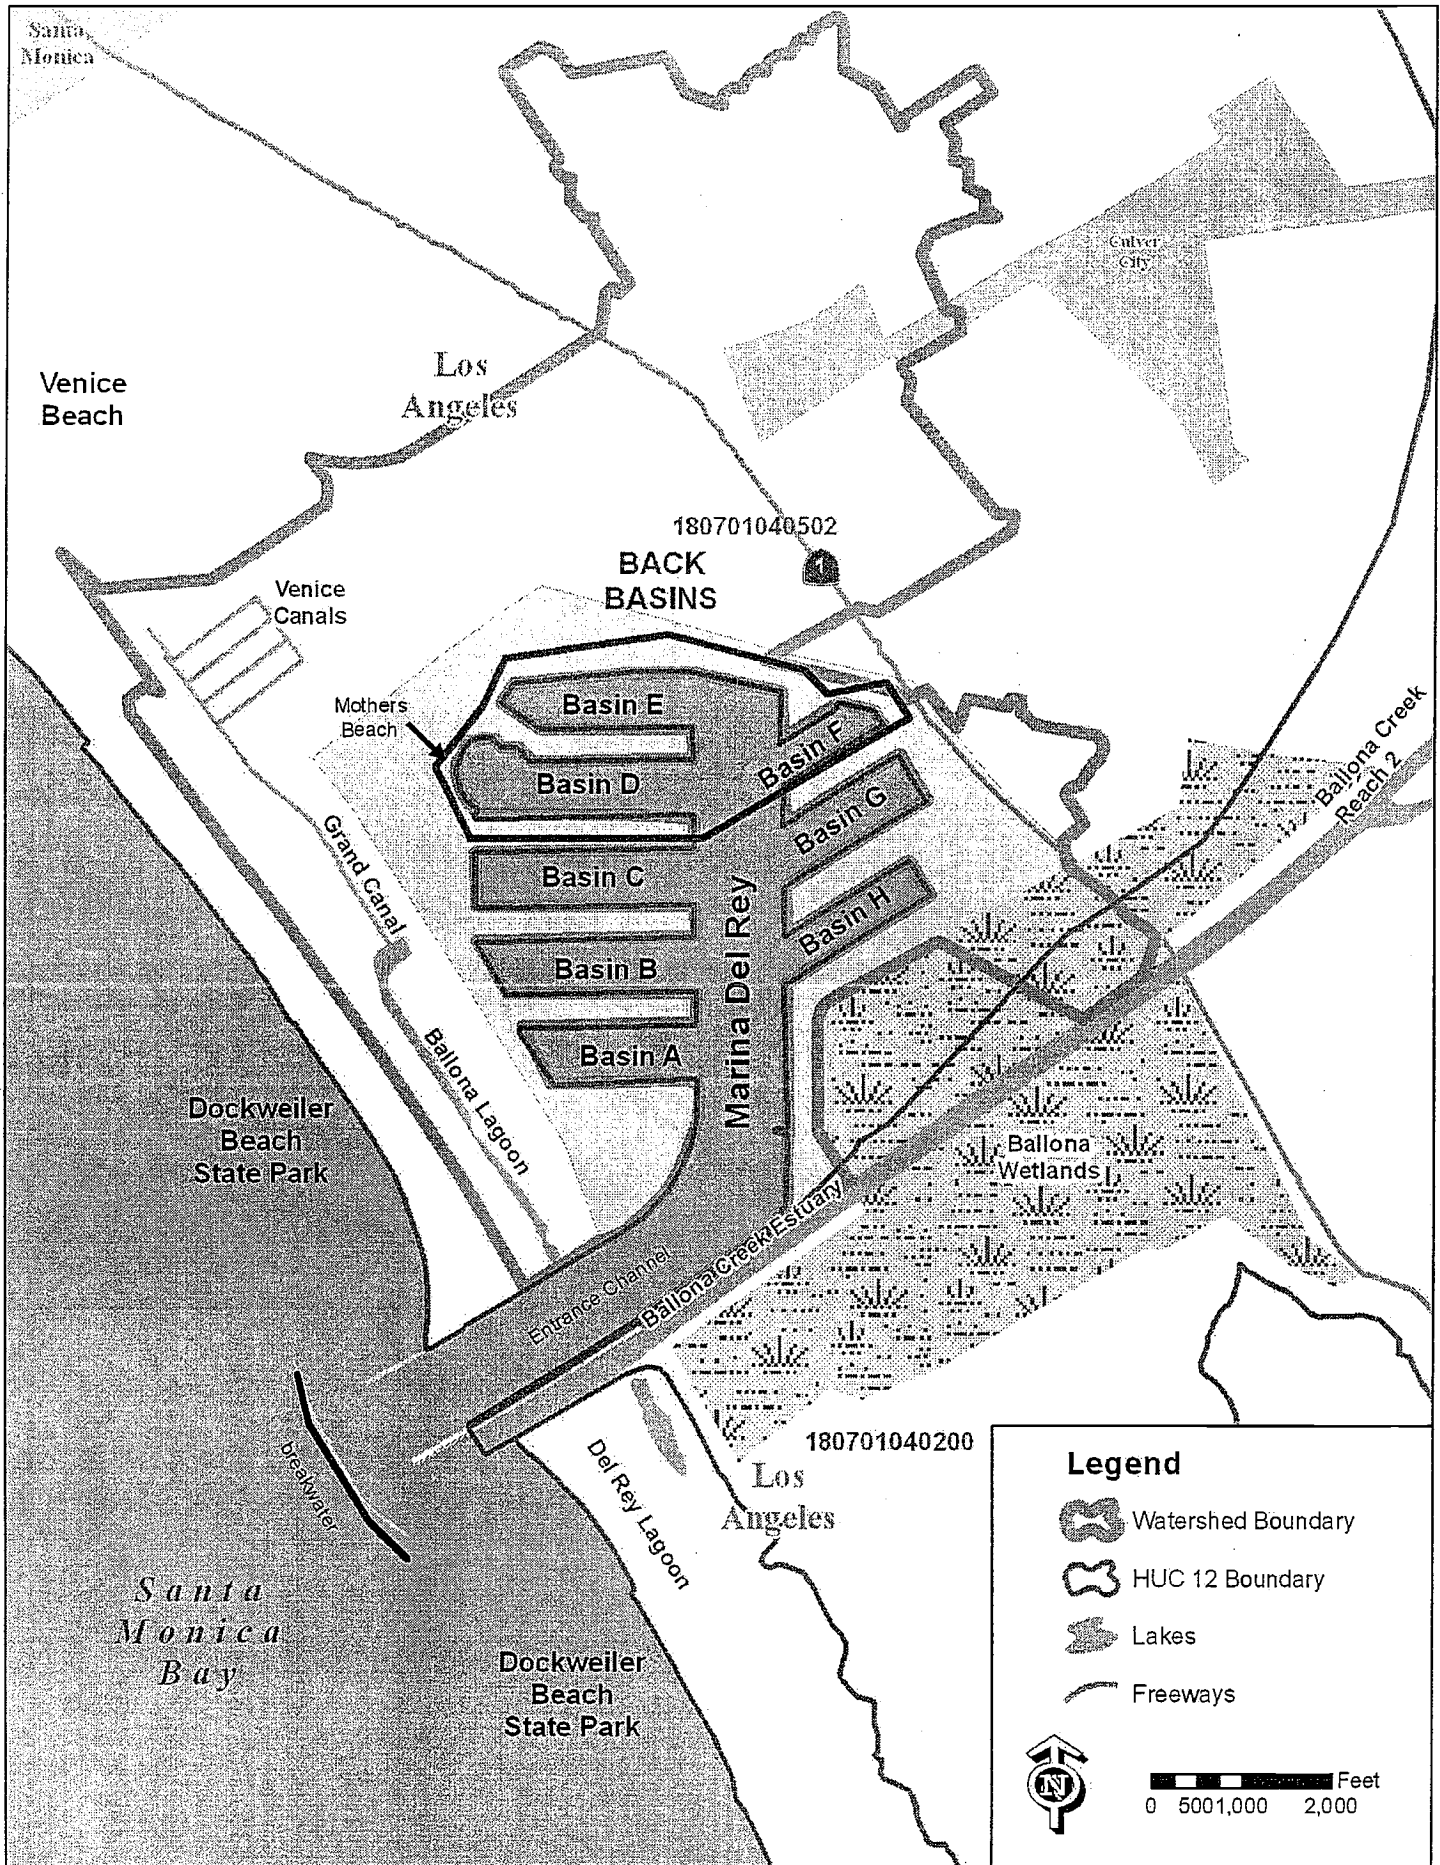 Santa
Monica
Culver
City
Los
Angeles
Venice
Beach
180701040502
1
BACK
BASINS
Venice
Canals
Mothers
Beach
Basin E
Basin F
Basin D
Basin G
Ballona Creek
Reach 2
Grand Canal
Basin C
Basin H
Marina Del Rey
Basin B
Basin A
Ballona Lagoon
Dockweiler
Beach
State Park
Ballona
Wetlands
Entrance Channel
Ballona Creek Estuary
180701040200
Los
Angeles
Del Rey Lagoon
breakwater
Santa
Monica
Bay
Dockweiler
Beach
State Park
Legend
Watershed Boundary
HUC 12 Boundary
Lakes
Freeways
N
Feet
0 500 1,000 2,000